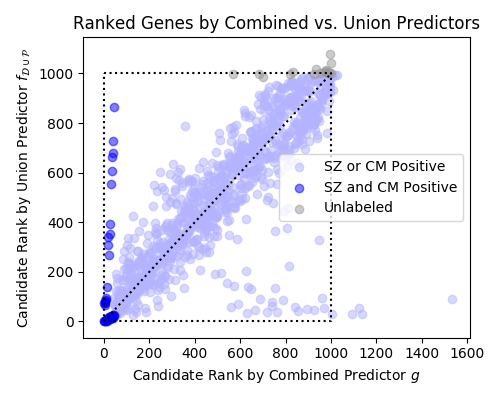 Ranked Genes by Combined vs. Union Predictors
Candidate Rank by Union Predictor f_{𝒟∪𝒫}
1000
800
600
400
200
0
SZ or CM Positive
SZ and CM Positive
Unlabeled
0 200 400 600 800 1000 1200 1400 1600
Candidate Rank by Combined Predictor g